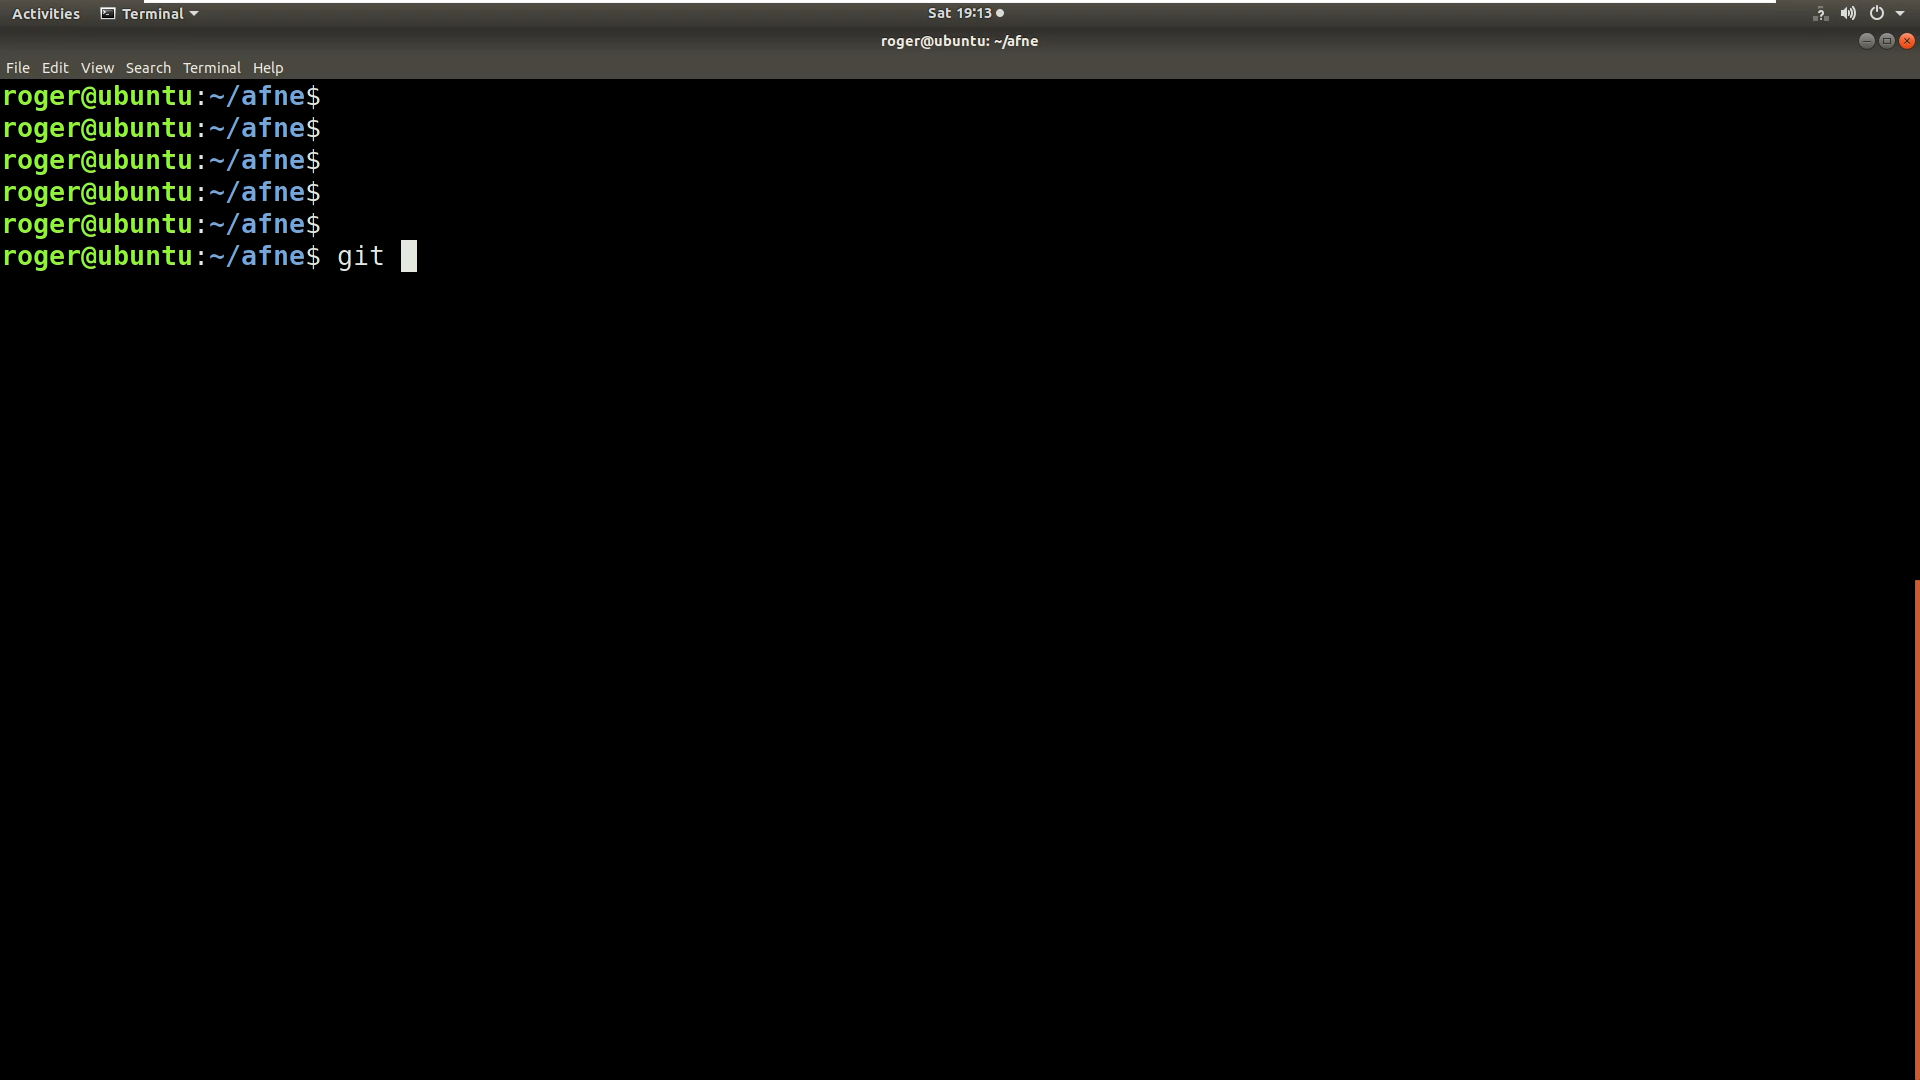 Activities Terminal Sat 19:13
roger@ubuntu: ~/afne
File Edit View Search Terminal Help
roger@ubuntu:~/afne$
roger@ubuntu:~/afne$
roger@ubuntu:~/afne$
roger@ubuntu:~/afne$
roger@ubuntu:~/afne$
roger@ubuntu:~/afne$ git